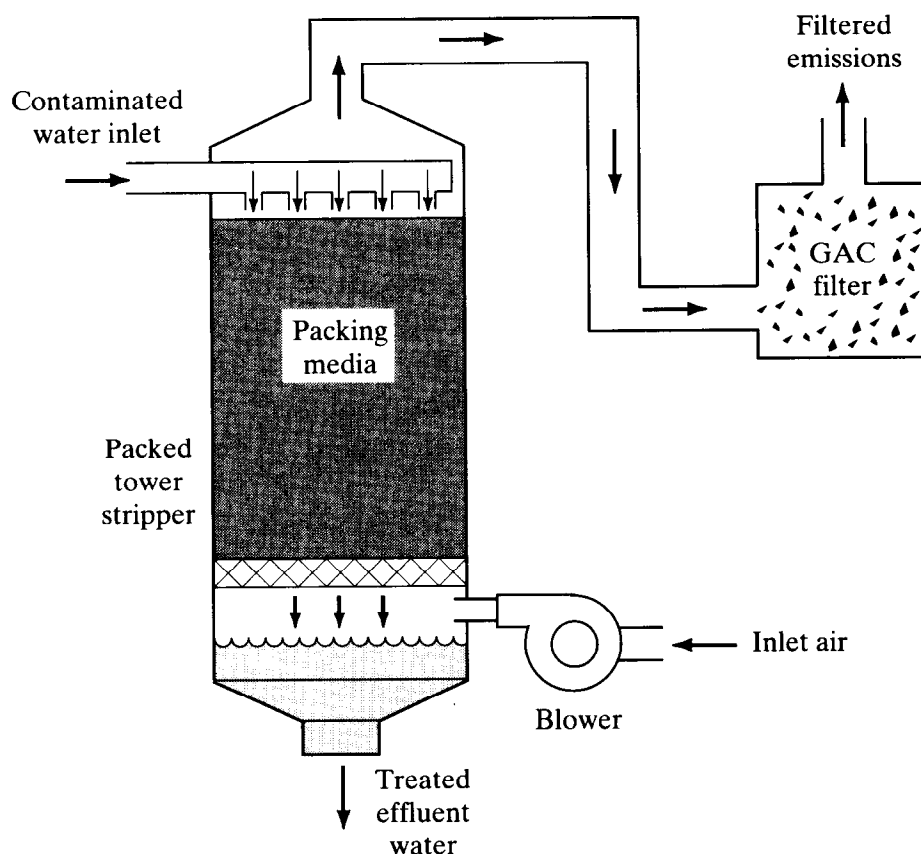 Filtered
emissions
Contaminated
water inlet
GAC
filter
Packing
media
Packed
tower
stripper
Inlet air
Blower
Treated
effluent
water